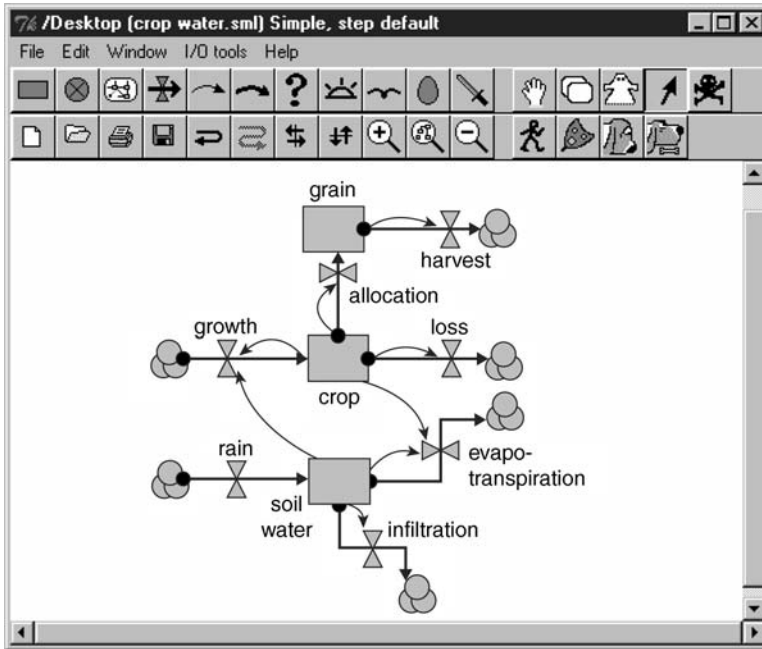 7k /Desktop (crop water.sml) Simple, step default
File Edit Window I/O tools Help
?
grain
harvest
allocation
growth
loss
crop
rain
evapo-
transpiration
soil
water
infiltration